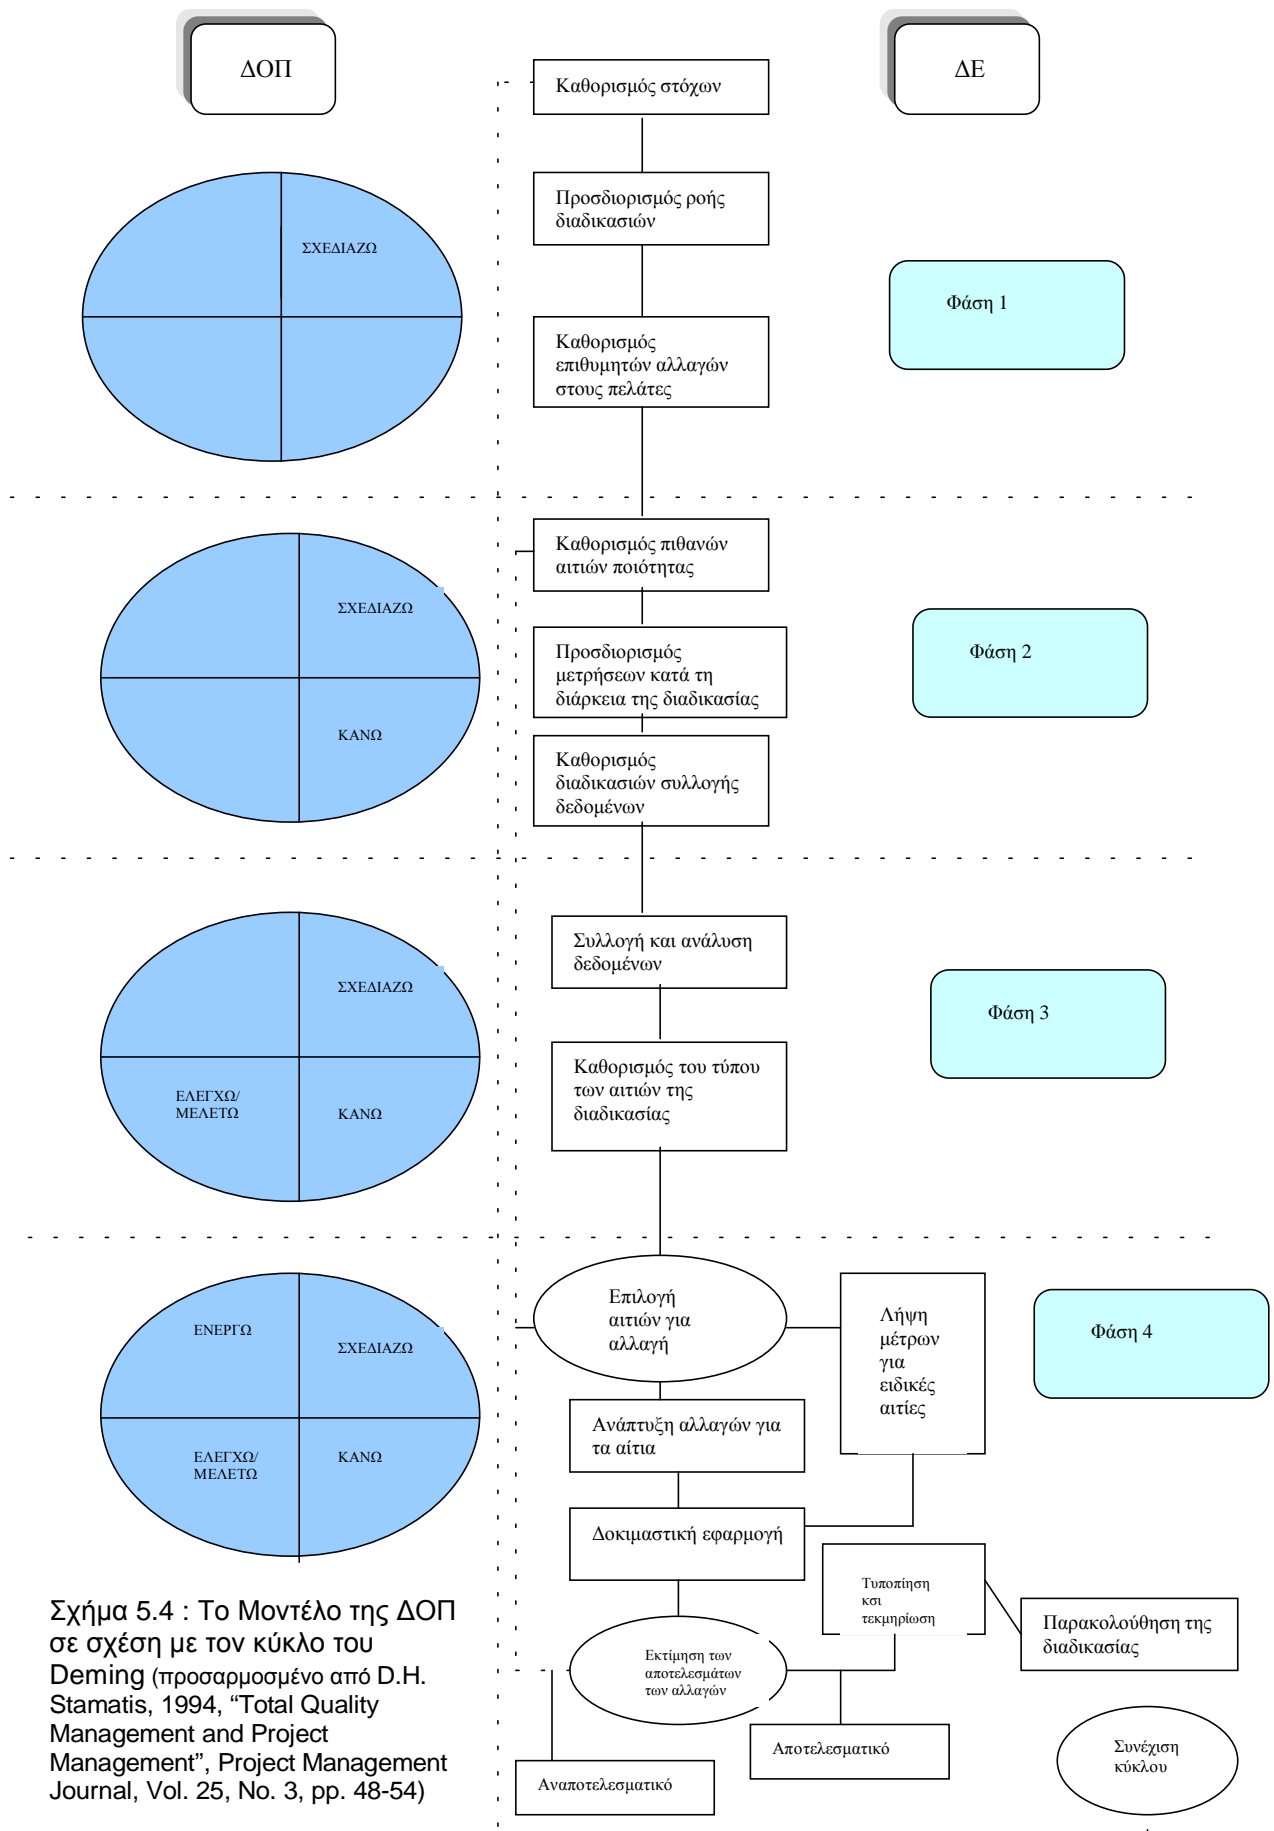 ΔΟΠ
ΔΕ
Καθορισμός στόχων
Προσδιορισμός ροής
διαδικασιών
ΣΧΕΔΙΑΖΩ
Φάση 1
Καθορισμός
επιθυμητών αλλαγών
στους πελάτες
Καθορισμός πιθανών
αιτιών ποιότητας
ΣΧΕΔΙΑΖΩ
ΚΑΝΩ
Φάση 2
Προσδιορισμός
μετρήσεων κατά τη
διάρκεια της διαδικασίας
Καθορισμός
διαδικασιών συλλογής
δεδομένων
Συλλογή και ανάλυση
δεδομένων
ΣΧΕΔΙΑΖΩ
ΕΛΕΓΧΩ/
ΜΕΛΕΤΩ
ΚΑΝΩ
Φάση 3
Καθορισμός του τύπου
των αιτιών της
διαδικασίας
ΕΝΕΡΓΩ
ΣΧΕΔΙΑΖΩ
ΕΛΕΓΧΩ/
ΜΕΛΕΤΩ
ΚΑΝΩ
Επιλογή
αιτιών για
αλλαγή
Λήψη
μέτρων
για
ειδικές
αιτίες
Φάση 4
Ανάπτυξη αλλαγών για
τα αίτια
Δοκιμαστική εφαρμογή
Τυποπίηση
κσι
τεκμηρίωση
Παρακολούθηση της
διαδικασίας
Εκτίμηση των
αποτελεσμάτων
των αλλαγών
Αποτελεσματικό
Αναποτελεσματικό
Συνέχιση
κύκλου
Σχήμα 5.4 : Το Μοντέλο της ΔΟΠ
σε σχέση με τον κύκλο του
Deming (προσαρμοσμένο από D.H.
Stamatis, 1994, “Total Quality
Management and Project
Management”, Project Management
Journal, Vol. 25, No. 3, pp. 48-54)